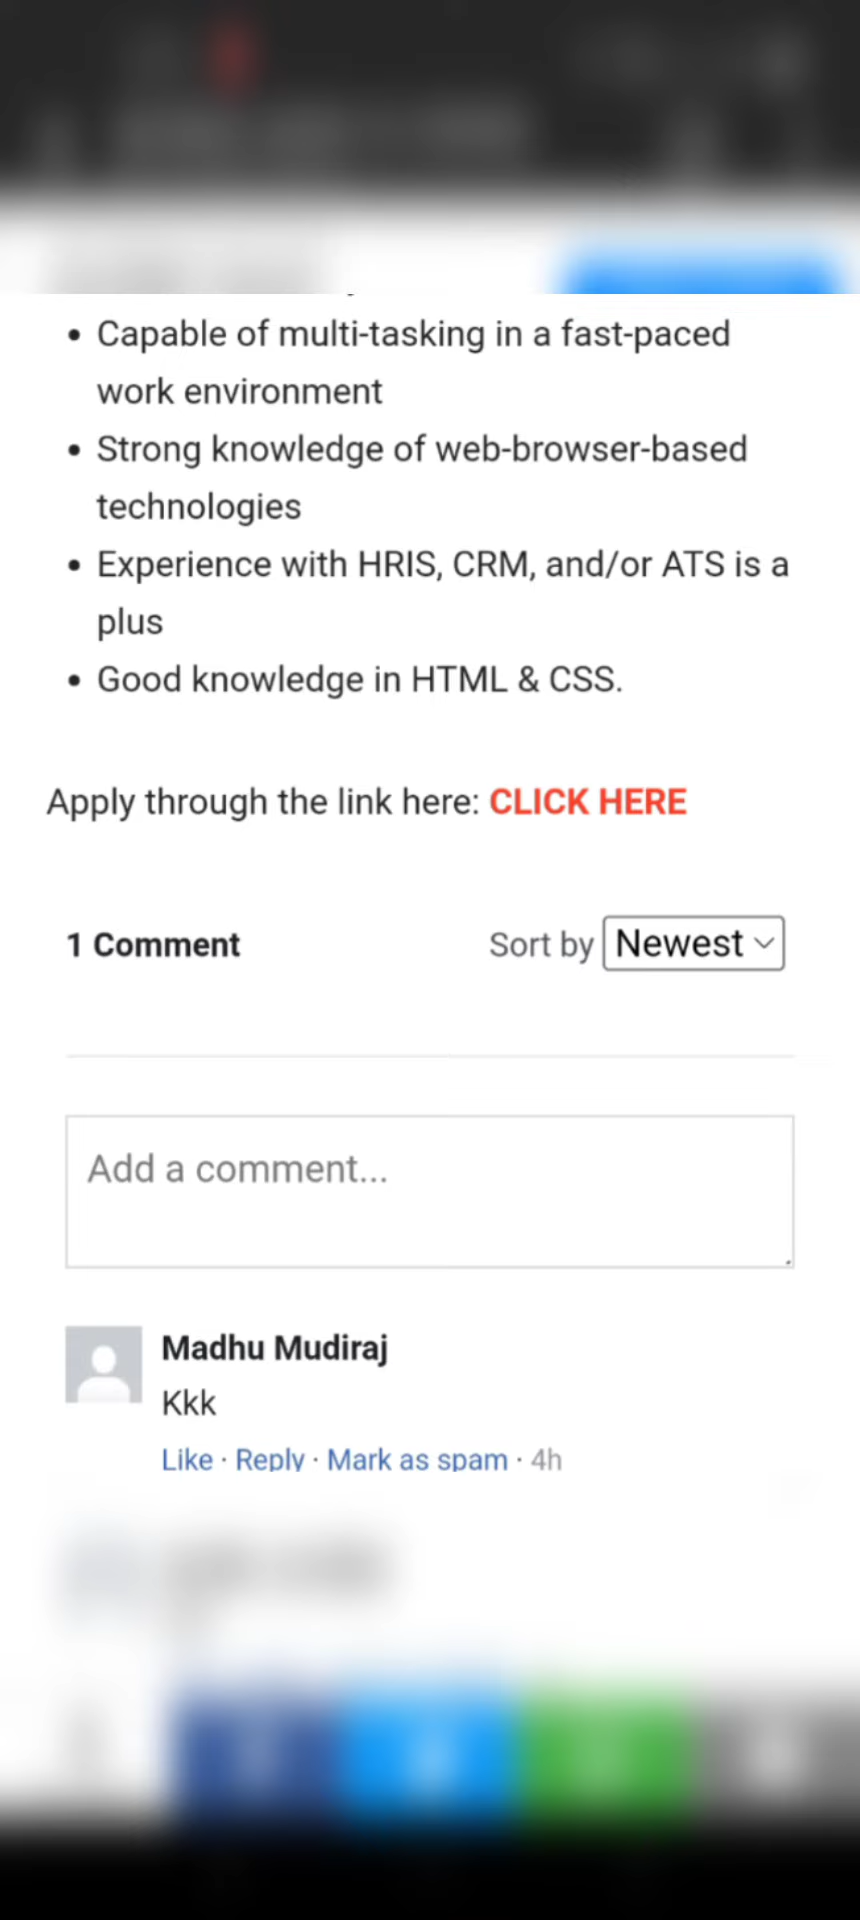 • Capable of multi-tasking in a fast-paced
work environment
• Strong knowledge of web-browser-based
technologies
• Experience with HRIS, CRM, and/or ATS is a
plus
• Good knowledge in HTML & CSS.
Apply through the link here: CLICK HERE
1 Comment Sort by Newest
Add a comment...
Madhu Mudiraj
Kkk
Like · Reply · Mark as spam · 4h